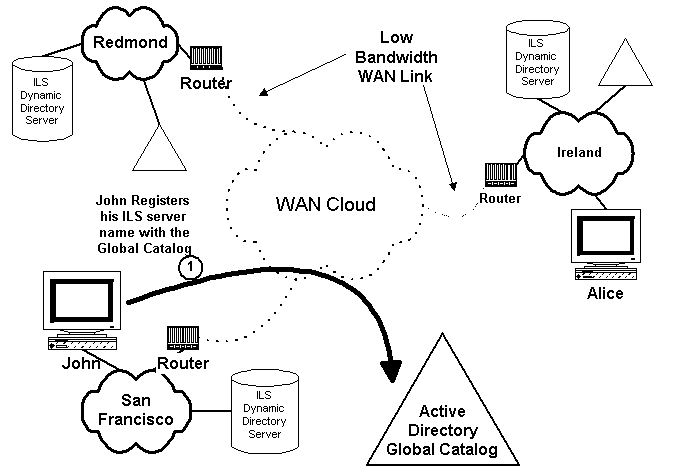 Redmond
Router
ILS
Dynamic
Directory
Server
Low
Bandwidth
WAN Link
ILS
Dynamic
Directory
Server
Ireland
Router
Alice
WAN Cloud
John Registers
his ILS server
name with the
Global Catalog
1
John
Router
San
Francisco
ILS
Dynamic
Directory
Server
Active
Directory
Global Catalog